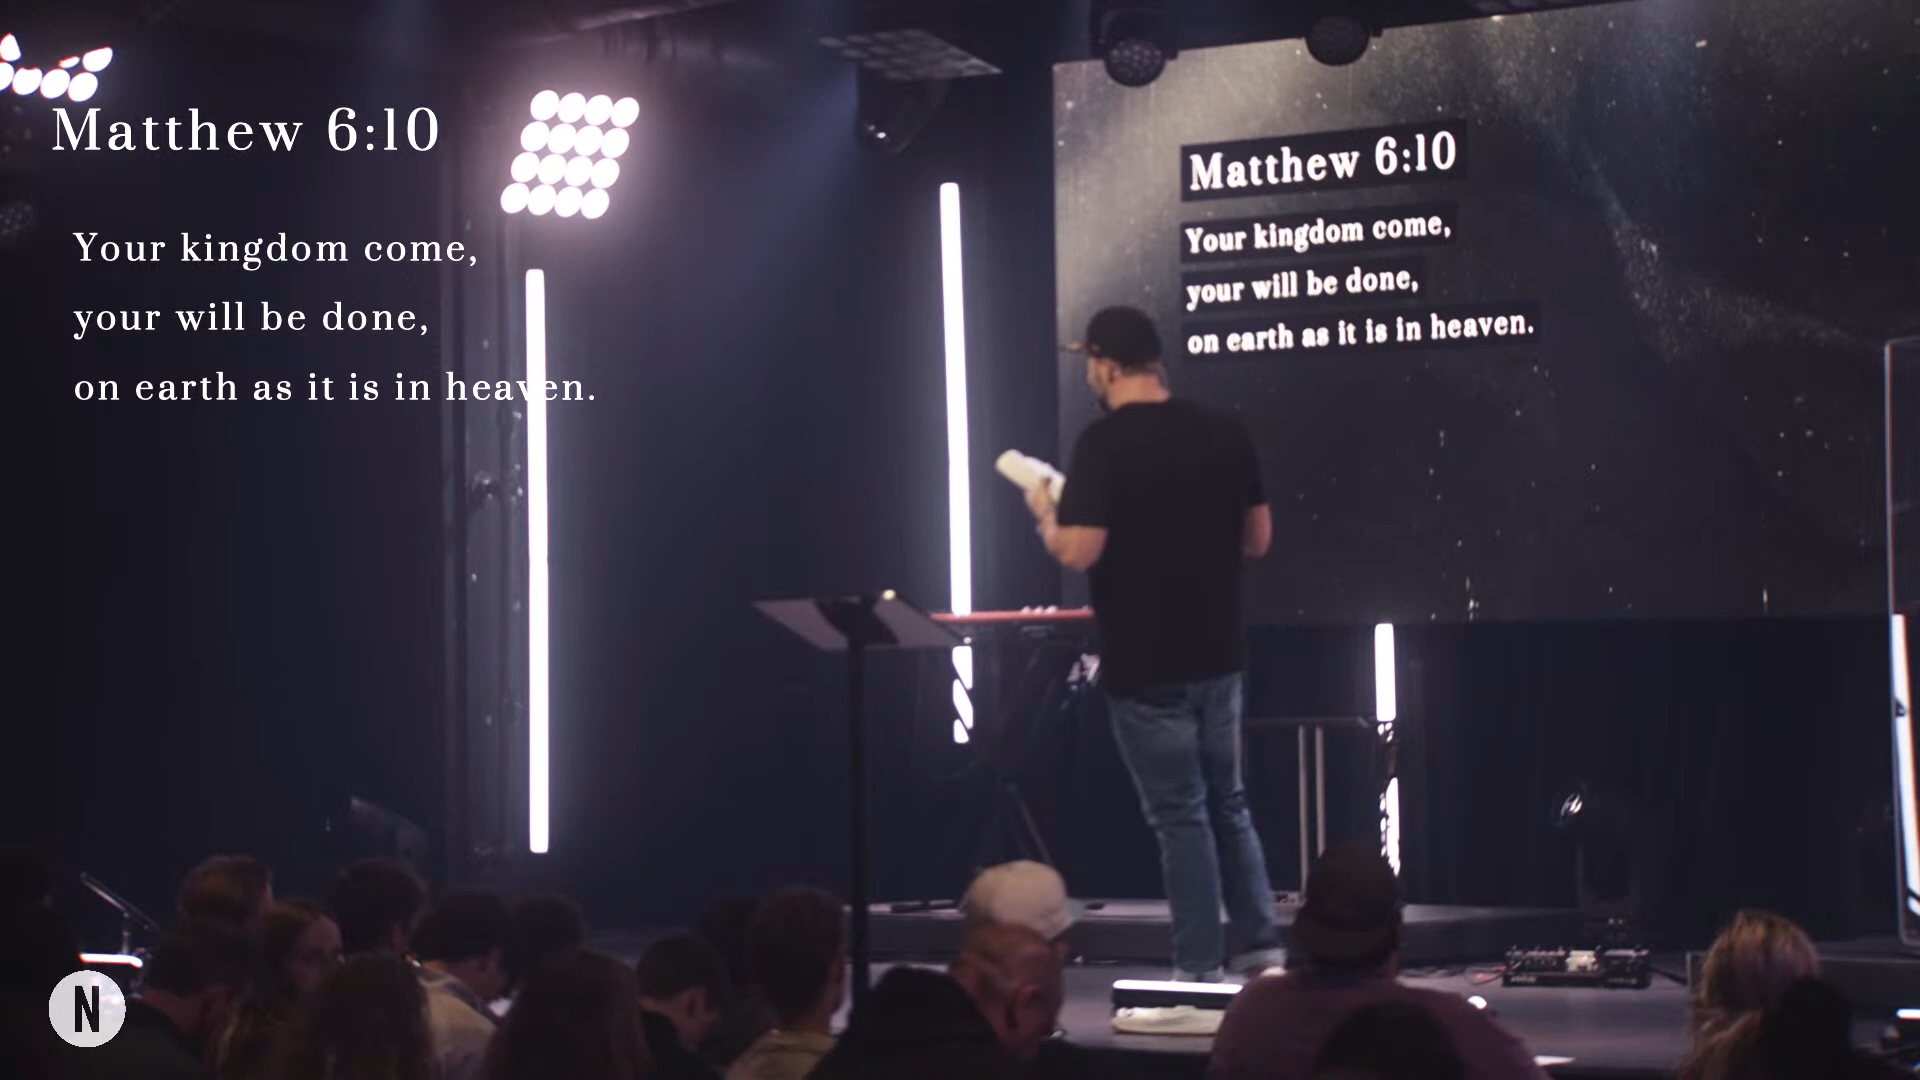 Matthew 6:10
Your kingdom come,
your will be done,
on earth as it is in heaven.
Matthew 6:10
Your kingdom come,
your will be done,
on earth as it is in heaven.
N